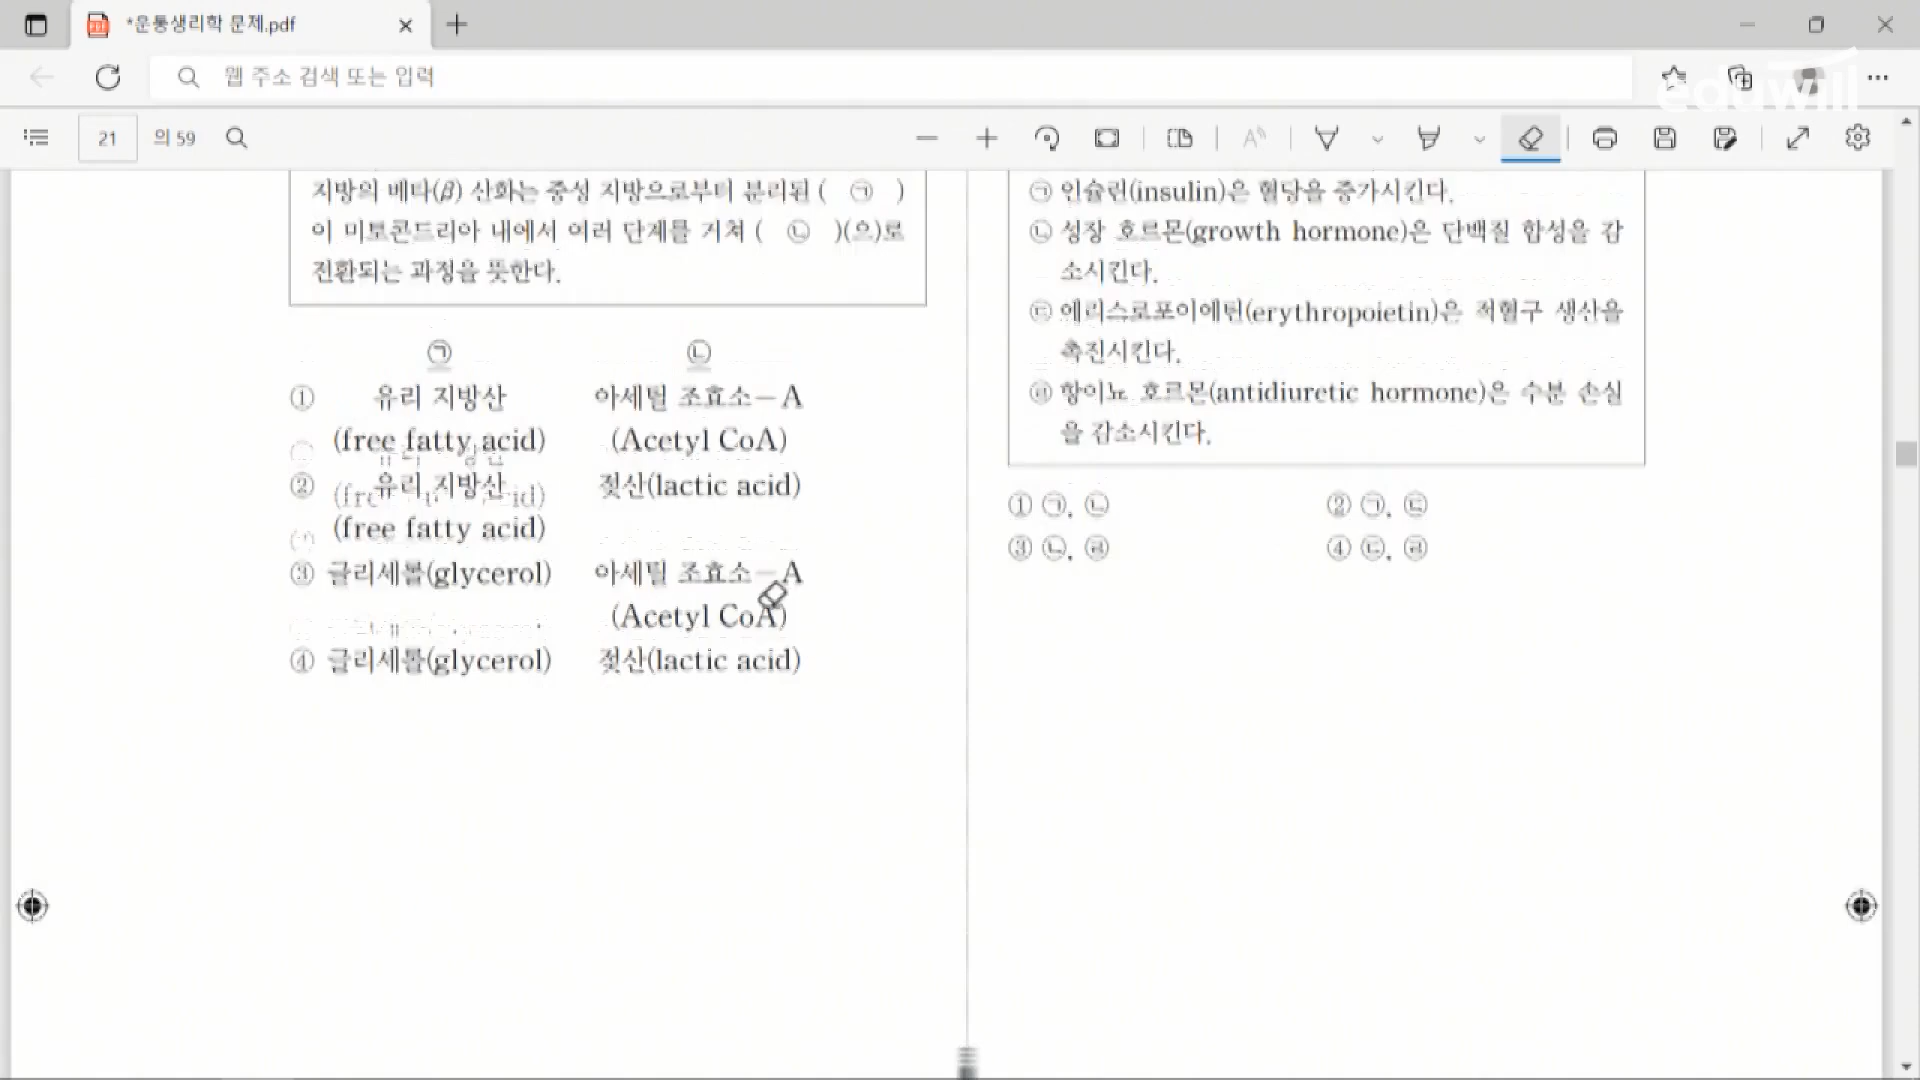 *운동생리학 문제.pdf
웹 주소 검색 또는 입력
eduwill
21 의 59
지방의 베타(β) 산화는 중성 지방으로부터 분리된 ( ㉠ )
이 미토콘드리아 내에서 여러 단계를 거쳐 ( ㉡ )(으)로
전환되는 과정을 뜻한다.
㉠ ㉡
① 유리 지방산 아세틸 조효소-A
(free fatty acid) (Acetyl CoA)
② 유리 지방산 젖산(lactic acid)
(free fatty acid)
③ 글리세롤(glycerol) 아세틸 조효소-A
(Acetyl CoA)
④ 글리세롤(glycerol) 젖산(lactic acid)
㉠ 인슐린(insulin)은 혈당을 증가시킨다.
㉡ 성장 호르몬(growth hormone)은 단백질 합성을 감
소시킨다.
㉢ 에리스로포이에틴(erythropoietin)은 적혈구 생산을
촉진시킨다.
㉣ 항이뇨 호르몬(antidiuretic hormone)은 수분 손실
을 감소시킨다.
① ㉠, ㉡ ② ㉠, ㉢
③ ㉡, ㉣ ④ ㉢, ㉣